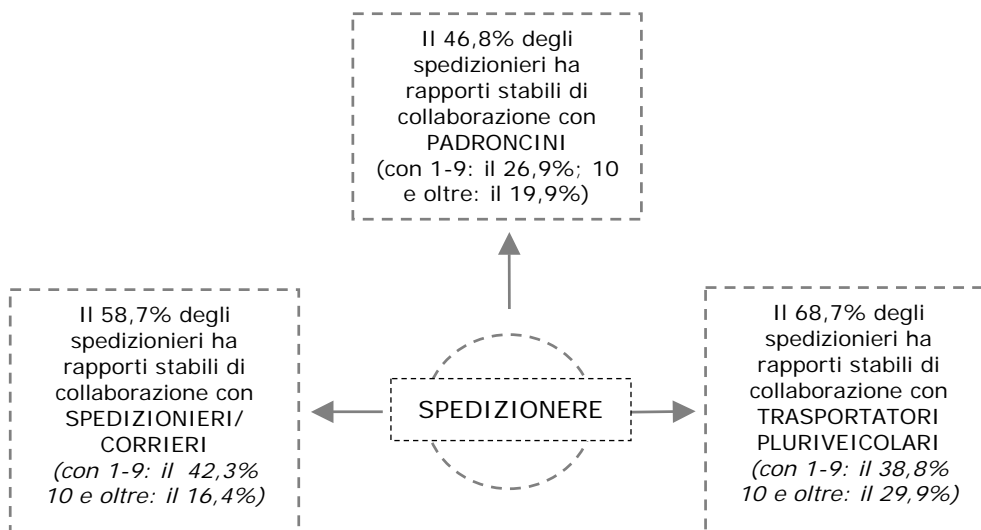 Il 46,8% degli
spedizionieri ha
rapporti stabili di
collaborazione con
PADRONCINI
(con 1-9: il 26,9%; 10
e oltre: il 19,9%)
Il 58,7% degli
spedizionieri ha
rapporti stabili di
collaborazione con
SPEDIZIONIERI/
CORRIERI
(con 1-9: il 42,3%
10 e oltre: il 16,4%)
SPEDIZIONERE
Il 68,7% degli
spedizionieri ha
rapporti stabili di
collaborazione con
TRASPORTATORI
PLURIVEICOLARI
(con 1-9: il 38,8%
10 e oltre: il 29,9%)